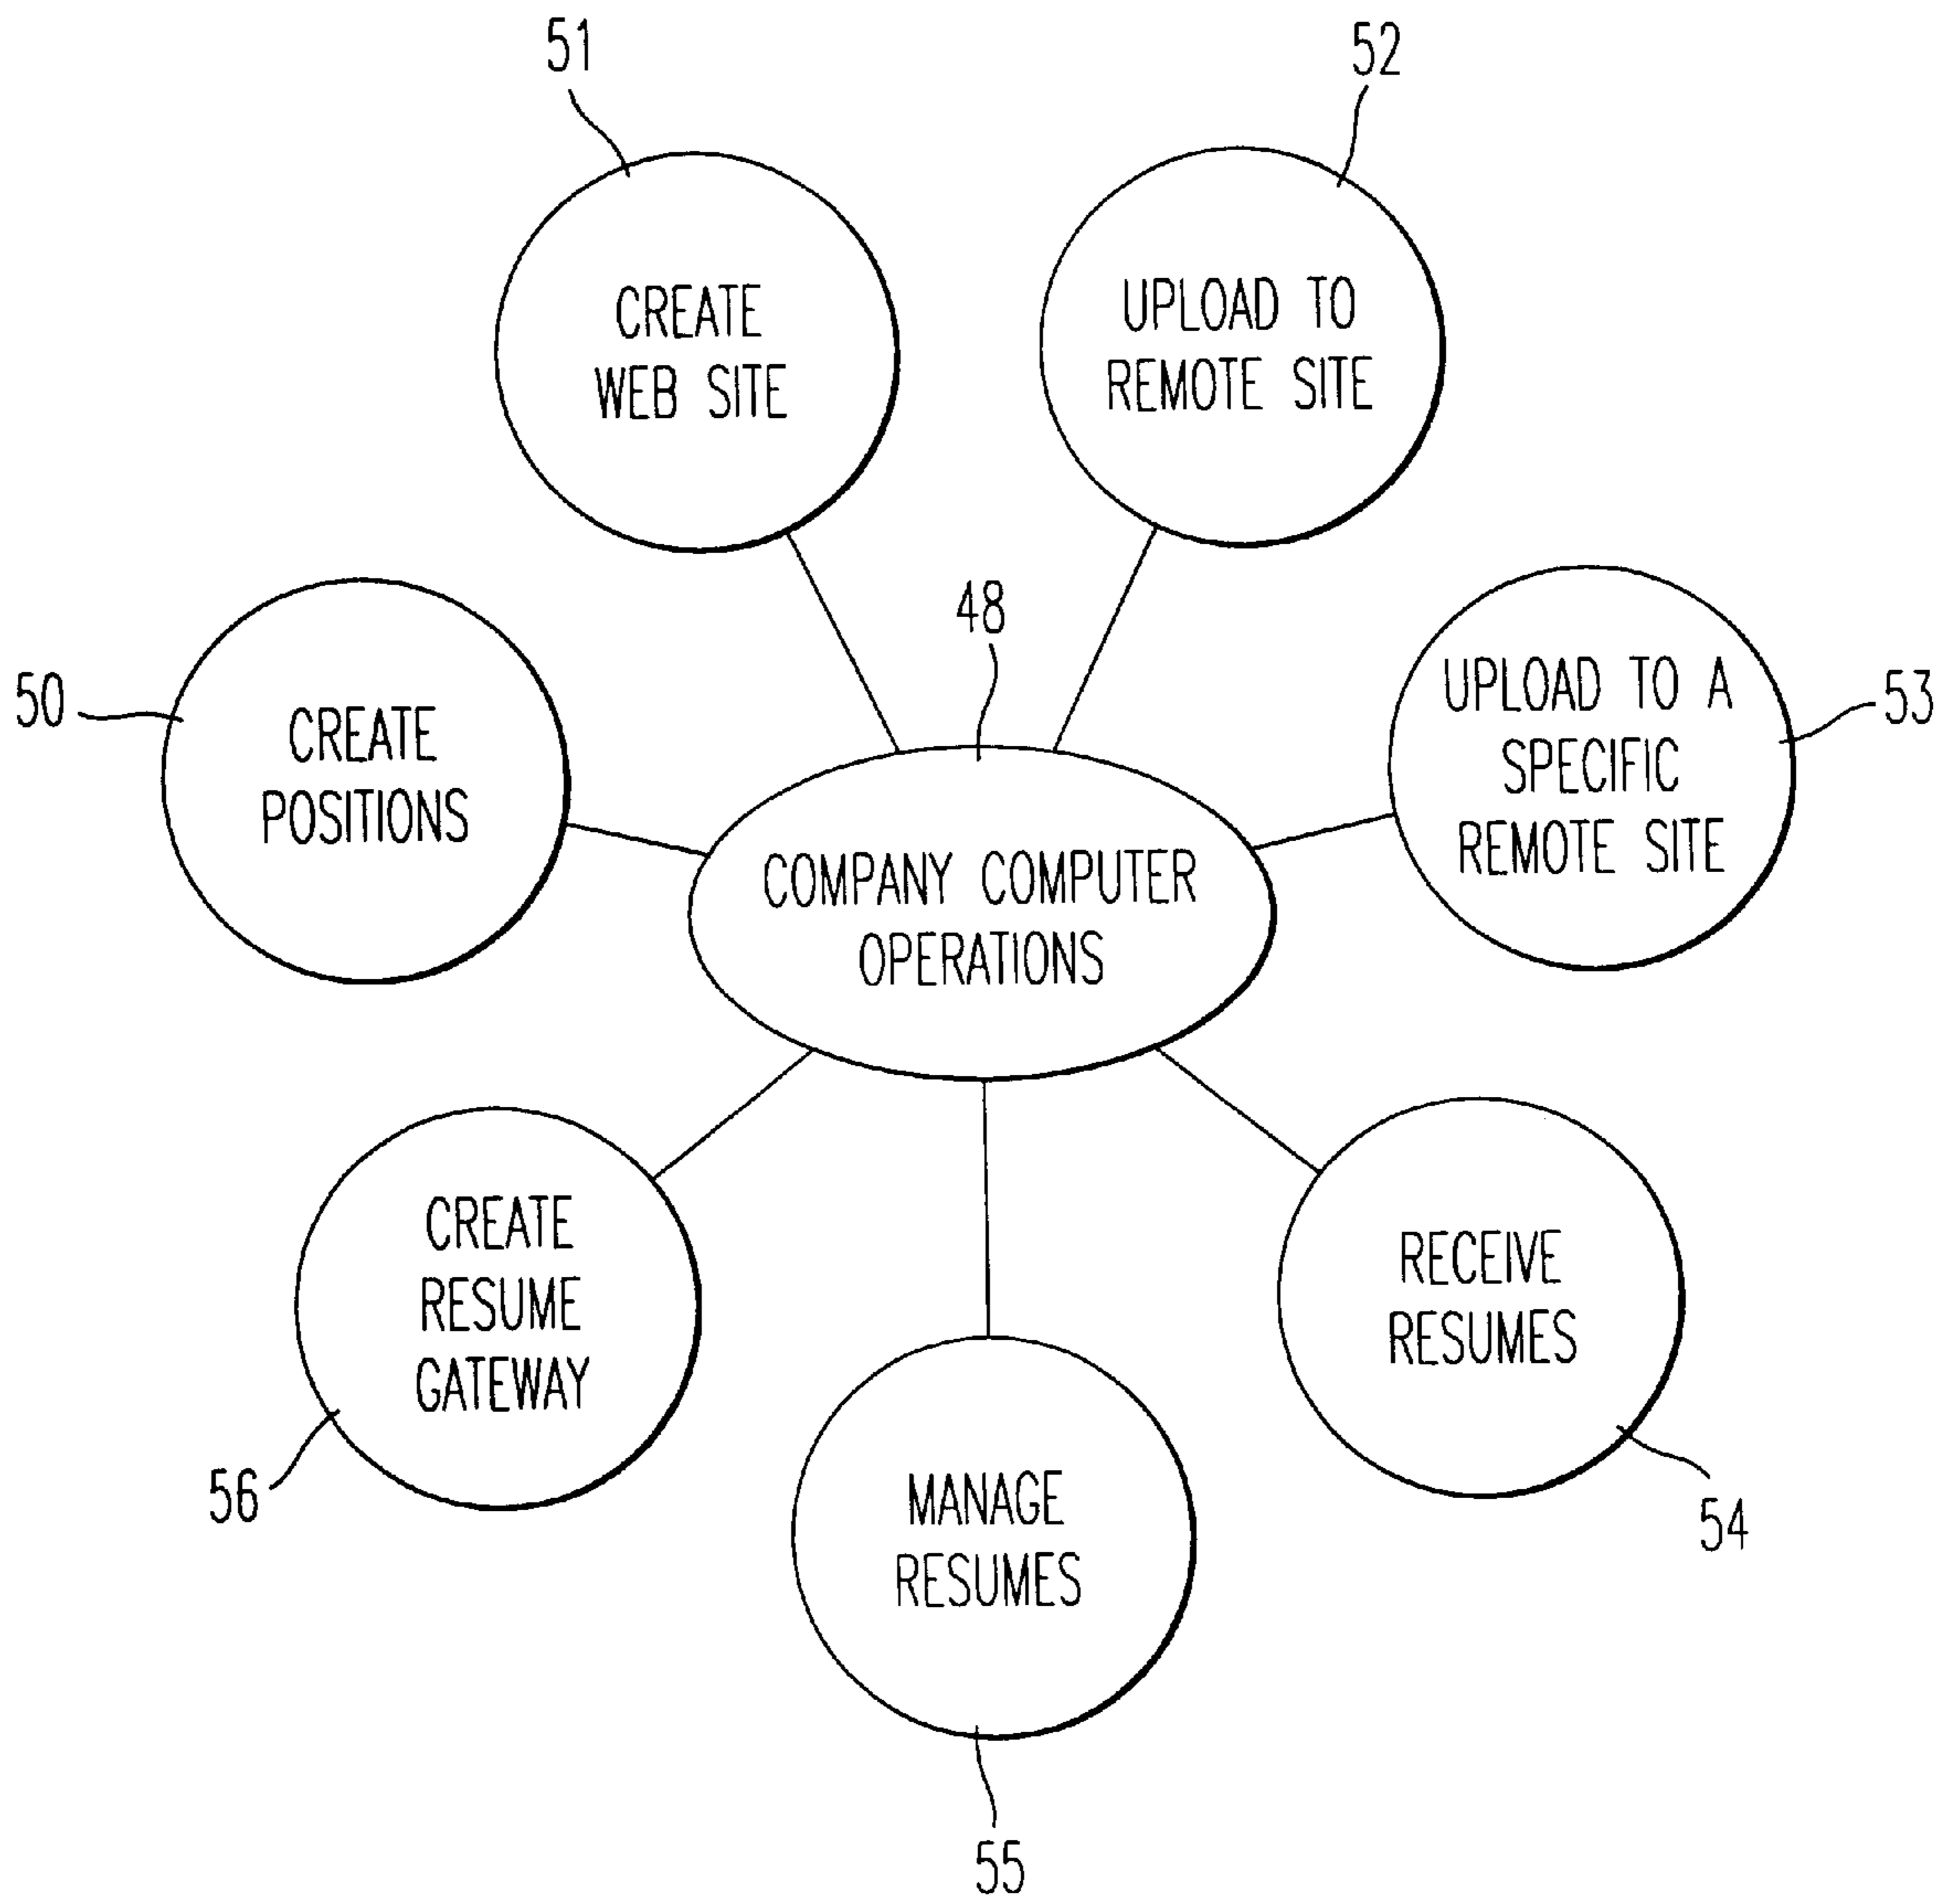 51
52
CREATE
WEB SITE
UPLOAD TO
REMOTE SITE
48
50
CREATE
POSITIONS
UPLOAD TO A
SPECIFIC
REMOTE SITE
53
COMPANY COMPUTER
OPERATIONS
CREATE
RESUME
GATEWAY
56
RECEIVE
RESUMES
54
MANAGE
RESUMES
55